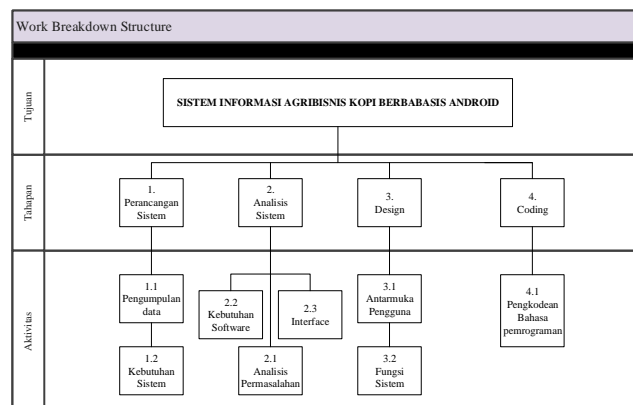 Work Breakdown Structure
Tujuan
SISTEM INFORMASI AGRIBISNIS KOPI BERBABASIS ANDROID
Tahapan
1.
Perancangan
Sistem
2.
Analisis
Sistem
3.
Design
4.
Coding
Aktivitas
1.1
Pengumpulan
data
1.2
Kebutuhan
Sistem
2.2
Kebutuhan
Software
2.3
Interface
2.1
Analisis
Permasalahan
3.1
Antarmuka
Pengguna
3.2
Fungsi
Sistem
4.1
Pengkodean
Bahasa
pemrograman